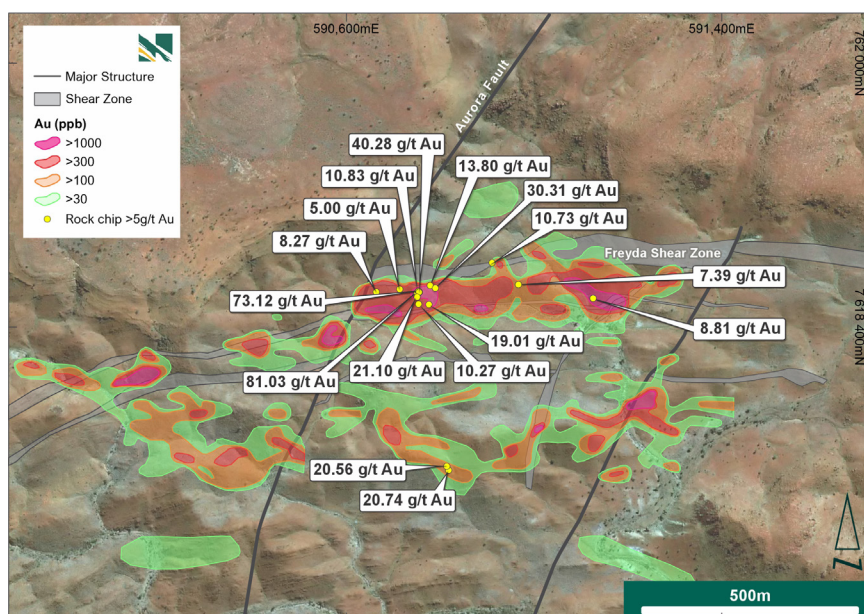 590,600mE
591,400mE
762 000mN
7 618 400mN
Major Structure
Shear Zone
Au (ppb)
>1000
>300
>100
>30
Rock chip >5g/t Au
Aurora Fault
40.28 g/t Au
10.83 g/t Au
13.80 g/t Au
5.00 g/t Au
30.31 g/t Au
10.73 g/t Au
8.27 g/t Au
Freyda Shear Zone
7.39 g/t Au
73.12 g/t Au
8.81 g/t Au
19.01 g/t Au
81.03 g/t Au
21.10 g/t Au
10.27 g/t Au
20.56 g/t Au
20.74 g/t Au
N
500m